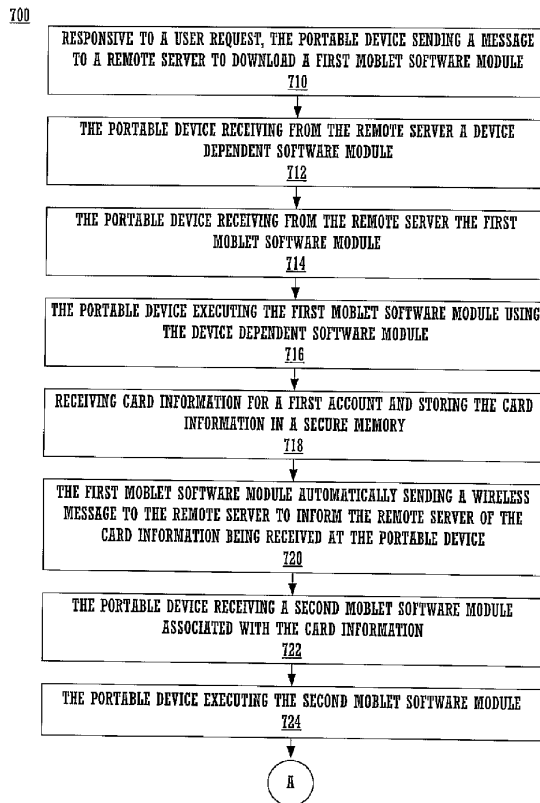 700
RESPONSIVE TO A USER REQUEST, THE PORTABLE DEVICE SENDING A MESSAGE
TO A REMOTE SERVER TO DOWNLOAD A FIRST MOBLET SOFTWARE MODULE
710
THE PORTABLE DEVICE RECEIVING FROM THE REMOTE SERVER A DEVICE
DEPENDENT SOFTWARE MODULE
712
THE PORTABLE DEVICE RECEIVING FROM THE REMOTE SERVER THE FIRST
MOBLET SOFTWARE MODULE
714
THE PORTABLE DEVICE EXECUTING THE FIRST MOBLET SOFTWARE MODULE USING
THE DEVICE DEPENDENT SOFTWARE MODULE
716
RECEIVING CARD INFORMATION FOR A FIRST ACCOUNT AND STORING THE CARD
INFORMATION IN A SECURE MEMORY
718
THE FIRST MOBLET SOFTWARE MODULE AUTOMATICALLY SENDING A WIRELESS
MESSAGE TO THE REMOTE SERVER TO INFORM THE REMOTE SERVER OF THE
CARD INFORMATION BEING RECEIVED AT THE PORTABLE DEVICE
720
THE PORTABLE DEVICE RECEIVING A SECOND MOBLET SOFTWARE MODULE
ASSOCIATED WITH THE CARD INFORMATION
722
THE PORTABLE DEVICE EXECUTING THE SECOND MOBLET SOFTWARE MODULE
724
A